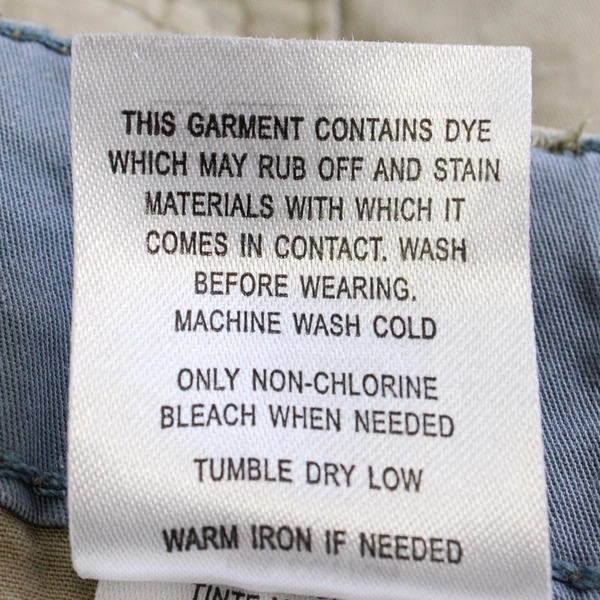 THIS GARMENT CONTAINS DYE
WHICH MAY RUB OFF AND STAIN
MATERIALS WITH WHICH IT
COMES IN CONTACT. WASH
BEFORE WEARING.
MACHINE WASH COLD
ONLY NON-CHLORINE
BLEACH WHEN NEEDED
TUMBLE DRY LOW
WARM IRON IF NEEDED